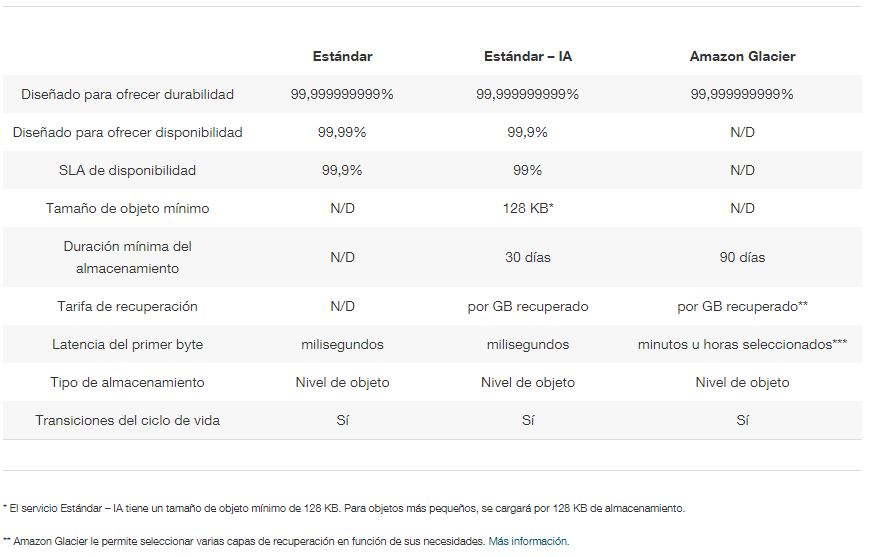 Estándar Estándar – IA Amazon Glacier
Diseñado para ofrecer durabilidad 99,999999999% 99,999999999% 99,999999999%
Diseñado para ofrecer disponibilidad 99,99% 99,9% N/D
SLA de disponibilidad 99,9% 99% N/D
Tamaño de objeto mínimo N/D 128 KB* N/D
Duración mínima del
almacenamiento N/D 30 días 90 días
Tarifa de recuperación N/D por GB recuperado por GB recuperado**
Latencia del primer byte milisegundos milisegundos minutos u horas seleccionados***
Tipo de almacenamiento Nivel de objeto Nivel de objeto Nivel de objeto
Transiciones del ciclo de vida Sí Sí Sí
* El servicio Estándar – IA tiene un tamaño de objeto mínimo de 128 KB. Para objetos más pequeños, se cargará por 128 KB de almacenamiento.
** Amazon Glacier le permite seleccionar varias capas de recuperación en función de sus necesidades. Más información.